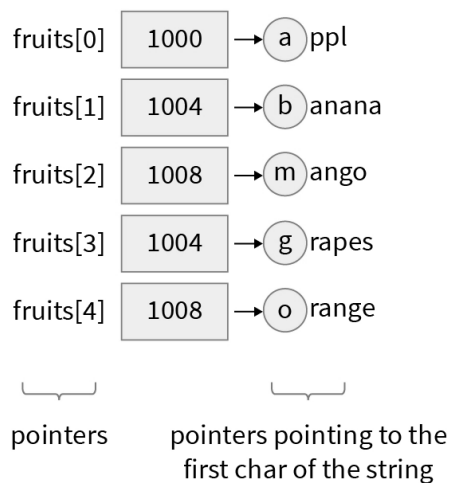 fruits[0] 1000 a ppl
fruits[1] 1004 b anana
fruits[2] 1008 m ango
fruits[3] 1004 g rapes
fruits[4] 1008 o range
pointers
pointers pointing to the
first char of the string